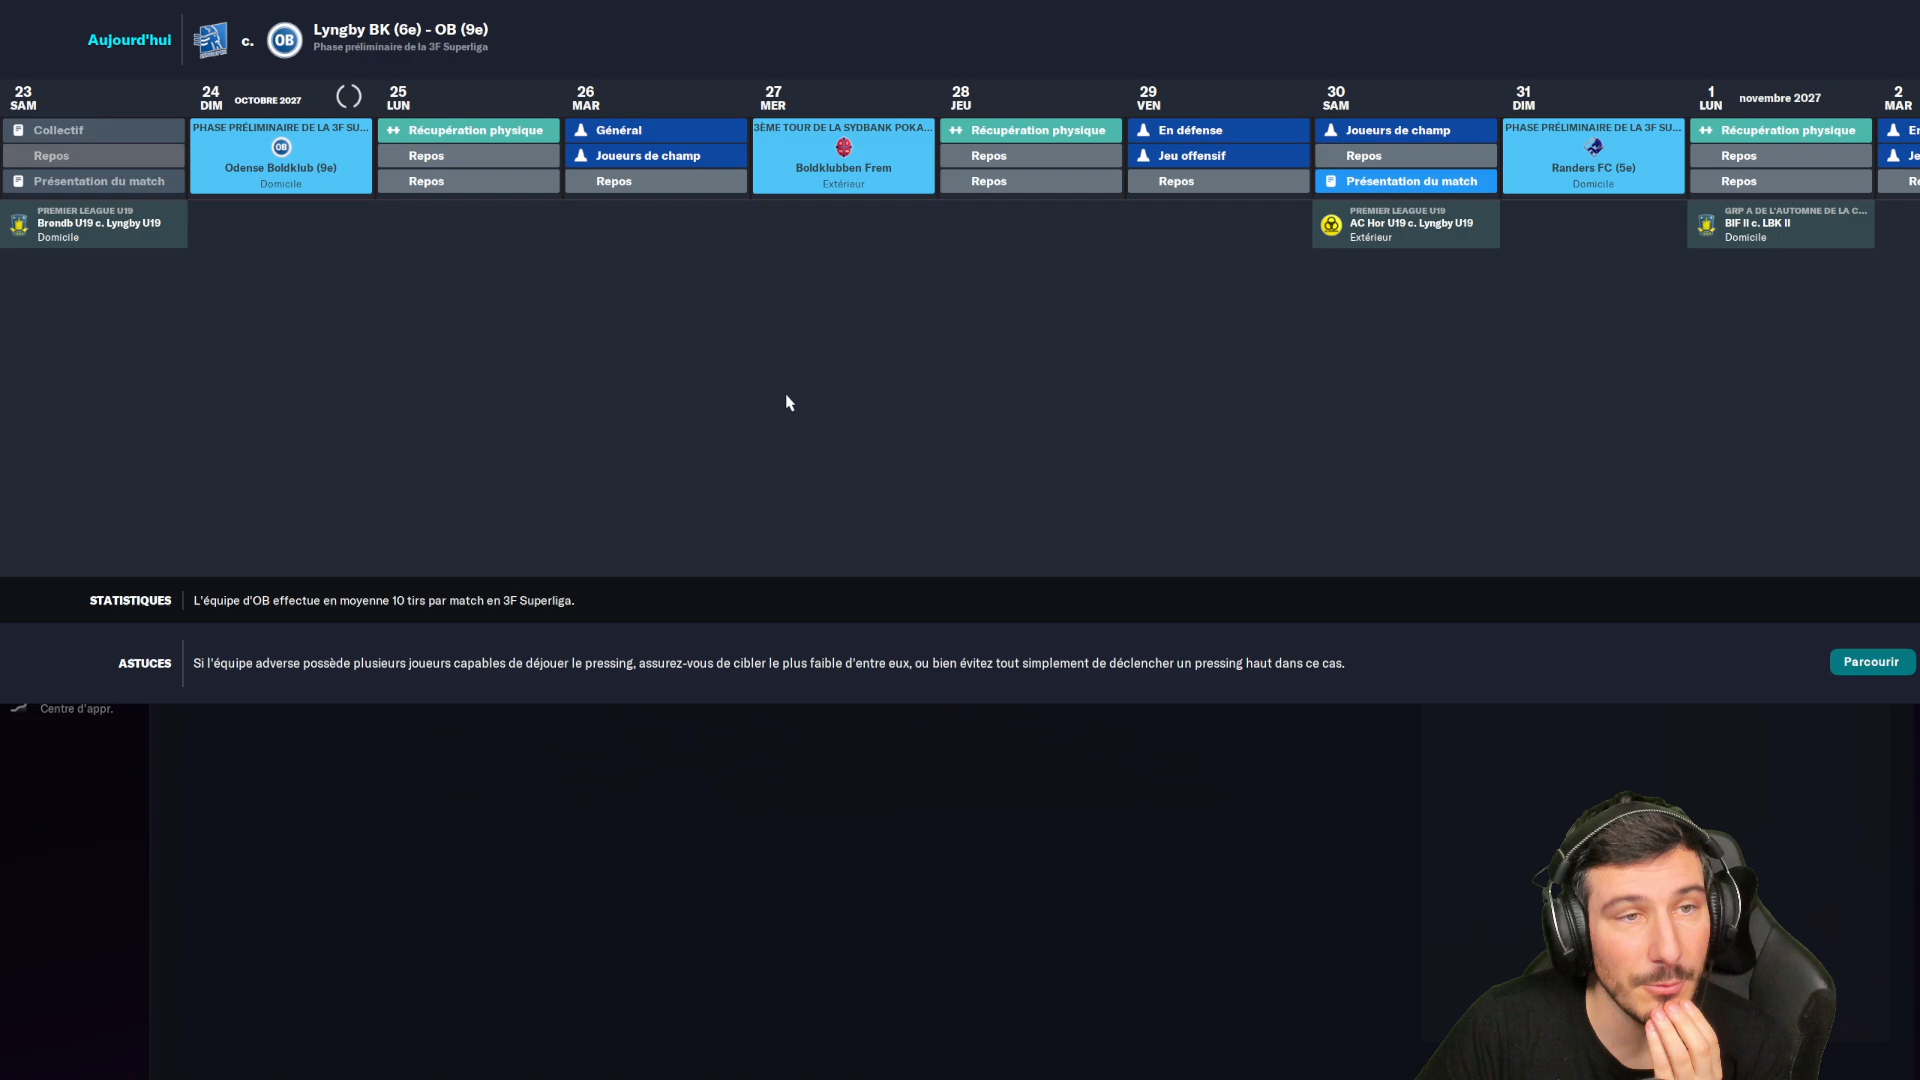 Aujourd'hui
c.
OB
Lyngby BK (6e) - OB (9e)
Phase préliminaire de la 3F Superliga
23
SAM
24
DIM
OCTOBRE 2027
25
LUN
26
MAR
27
MER
28
JEU
29
VEN
30
SAM
31
DIM
1
LUN
novembre 2027
2
MAR
Collectif
Repos
Présentation du match
PHASE PRÉLIMINAIRE DE LA 3F SU...
OB
Odense Boldklub (9e)
Domicile
Récupération physique
Repos
Repos
Général
Joueurs de champ
Repos
3ÈME TOUR DE LA SYDBANK POKA...
Boldklubben Frem
Extérieur
Récupération physique
Repos
Repos
En défense
Jeu offensif
Repos
Joueurs de champ
Repos
Présentation du match
PHASE PRÉLIMINAIRE DE LA 3F SU...
Randers FC (5e)
Domicile
Récupération physique
Repos
Repos
PREMIER LEAGUE U19
Brondb U19 c. Lyngby U19
Domicile
PREMIER LEAGUE U19
AC Hor U19 c. Lyngby U19
Extérieur
GRP A DE L'AUTOMNE DE LA C...
BIF II c. LBK II
Domicile
STATISTIQUES
L'équipe d'OB effectue en moyenne 10 tirs par match en 3F Superliga.
ASTUCES
Si l'équipe adverse possède plusieurs joueurs capables de déjouer le pressing, assurez-vous de cibler le plus faible d'entre eux, ou bien évitez tout simplement de déclencher un pressing haut dans ce cas.
Parcourir
Centre d'appr.